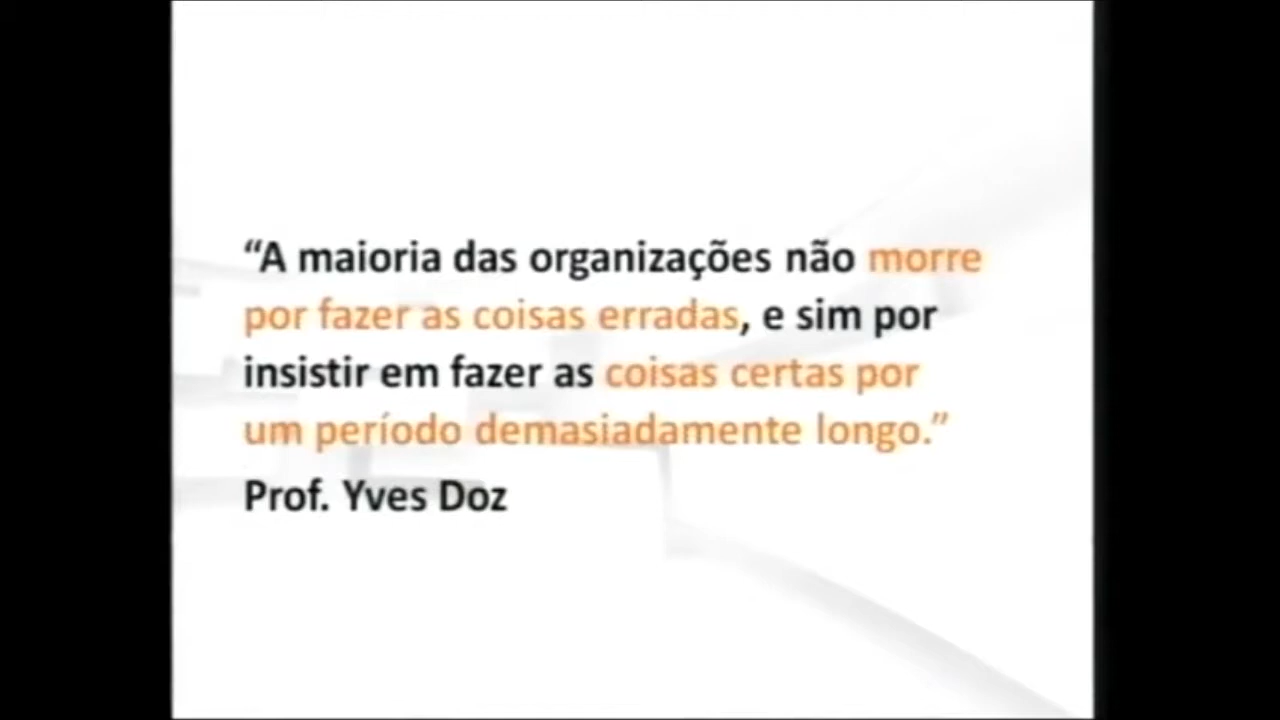 “A maioria das organizações não morre
por fazer as coisas erradas, e sim por
insistir em fazer as coisas certas por
um período demasiadamente longo.”
Prof. Yves Doz